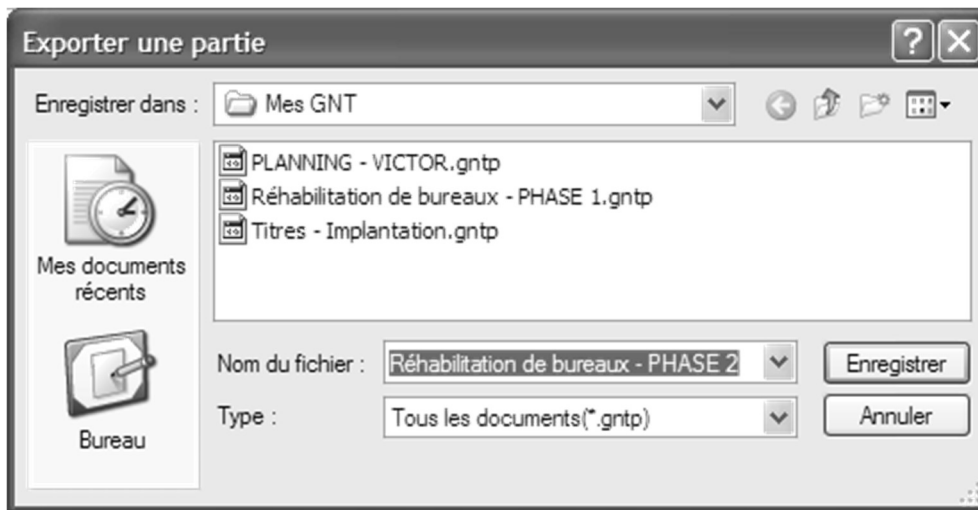 Exporter une partie
Enregistrer dans :
Mes GNT
PLANNING - VICTOR.gntp
Réhabilitation de bureaux - PHASE 1.gntp
Titres - Implantation.gntp
Mes documents
récents
Bureau
Nom du fichier :
Réhabilitation de bureaux - PHASE 2
Enregistrer
Type :
Tous les documents(*.gntp)
Annuler